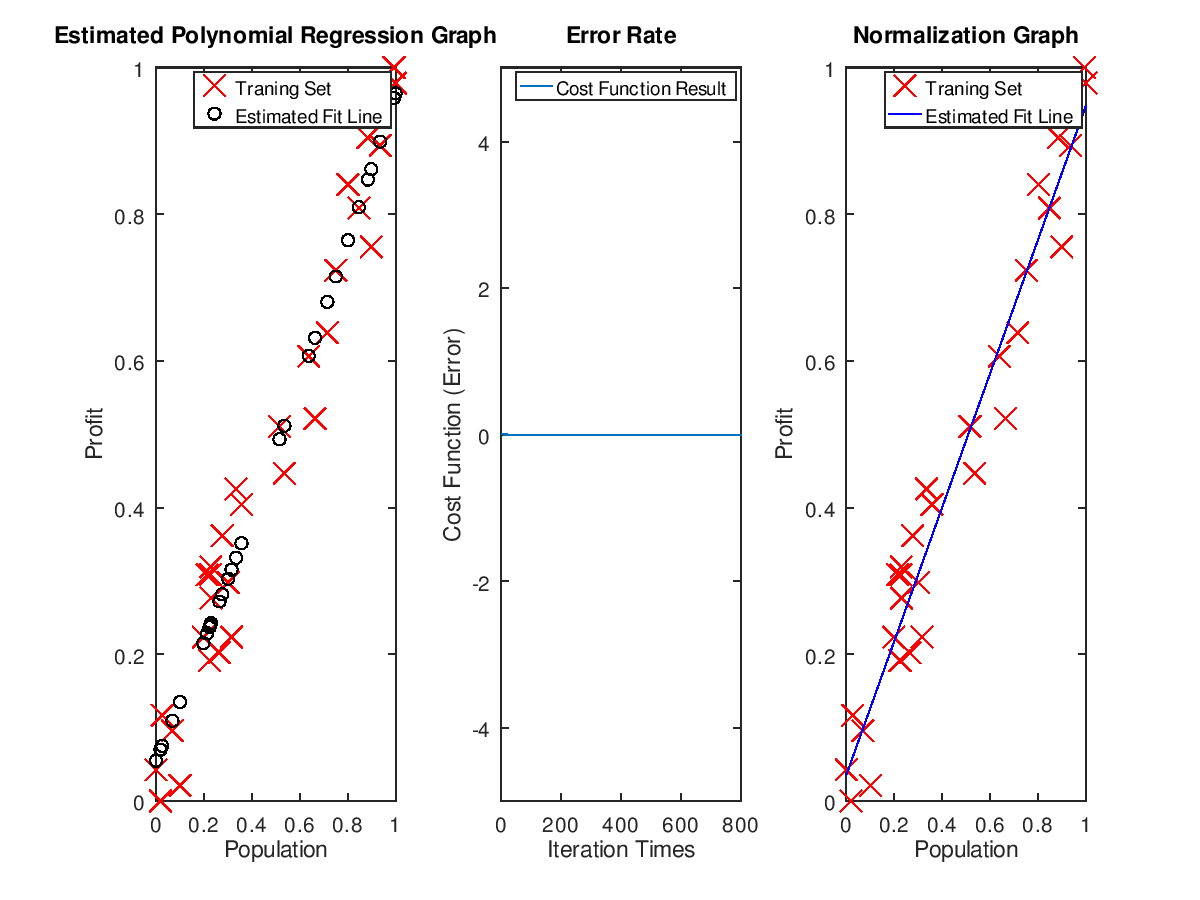 Estimated Polynomial Regression Graph
Traning Set
Estimated Fit Line
Profit
1
0.8
0.6
0.4
0.2
0
0 0.2 0.4 0.6 0.8 1
Population
Error Rate
Cost Function Result
Cost Function (Error)
4
2
0
-2
-4
0 200 400 600 800
Iteration Times
Normalization Graph
Traning Set
Estimated Fit Line
Profit
1
0.8
0.6
0.4
0.2
0
0 0.2 0.4 0.6 0.8 1
Population